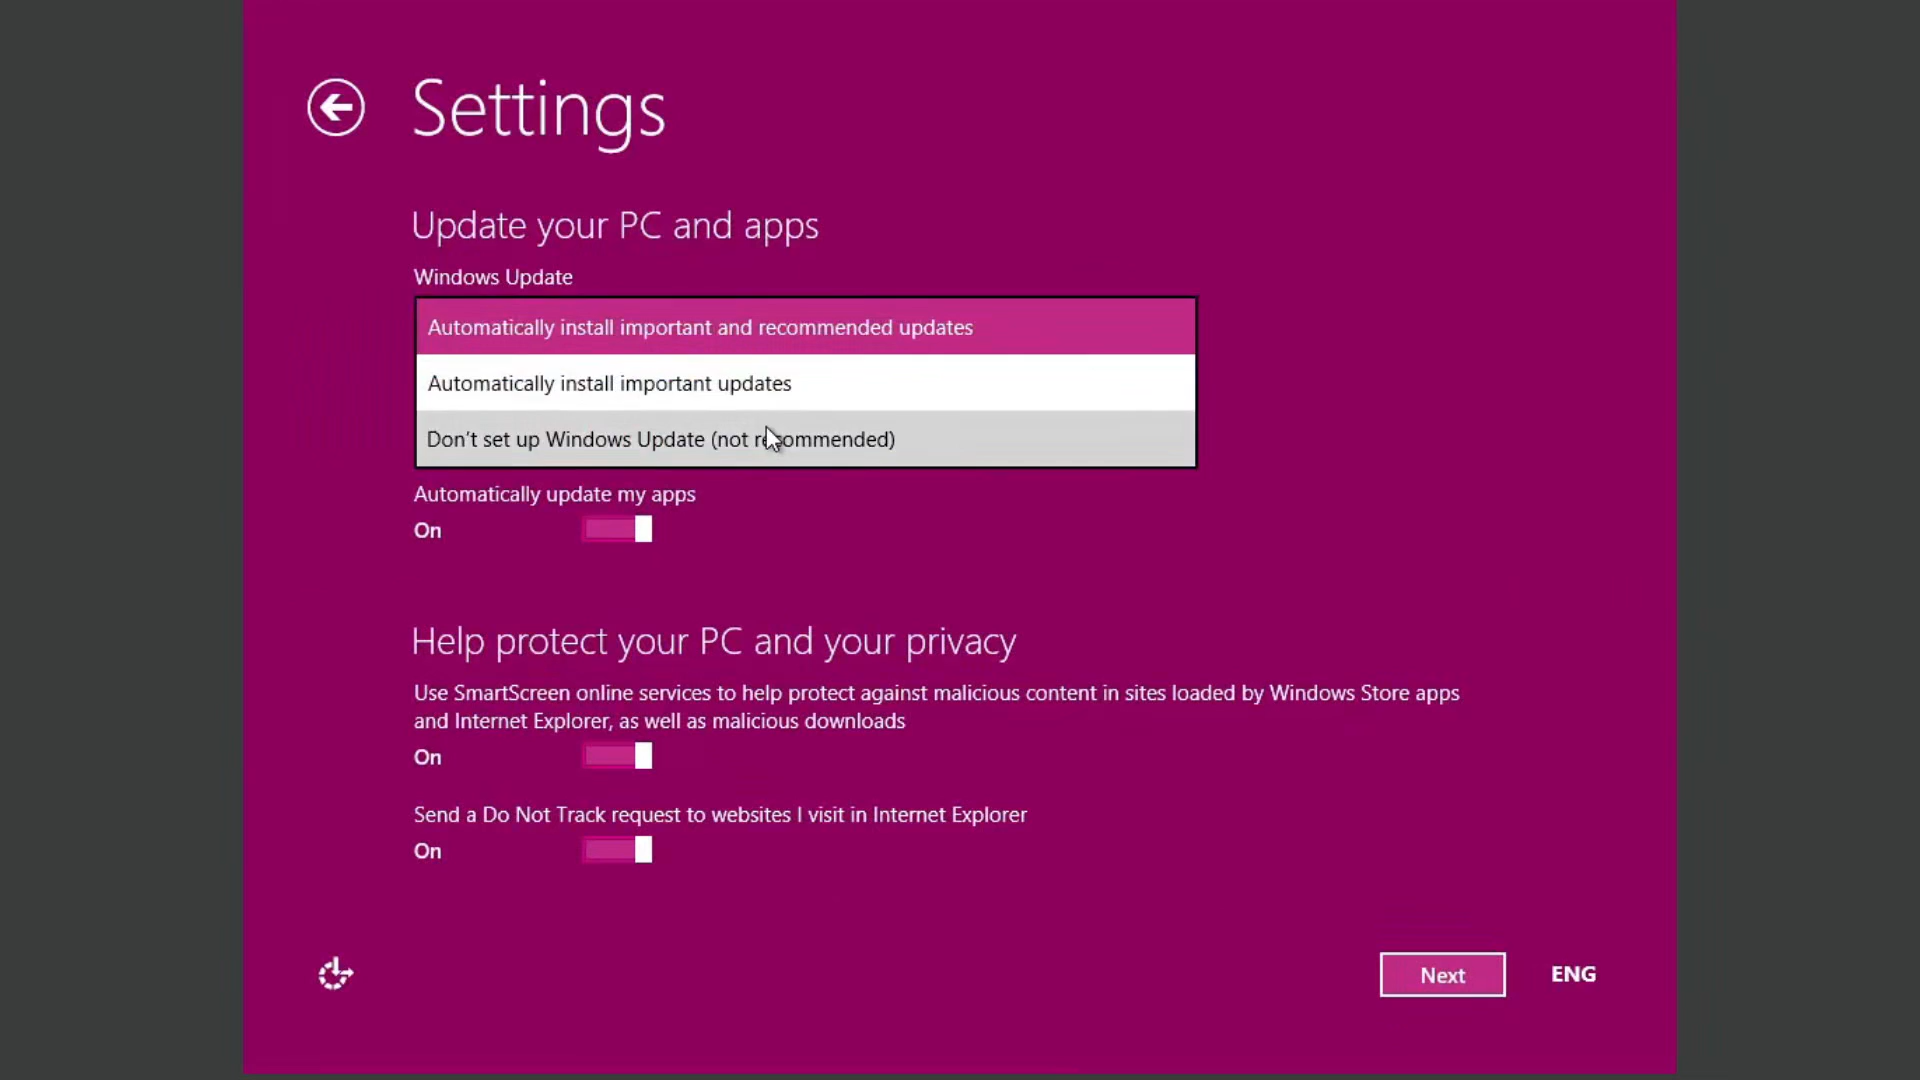 Settings
Update your PC and apps
Windows Update
Automatically install important and recommended updates
Automatically install important updates
Don't set up Windows Update (not recommended)
Automatically update my apps
On
Help protect your PC and your privacy
Use SmartScreen online services to help protect against malicious content in sites loaded by Windows Store apps
and Internet Explorer, as well as malicious downloads
On
Send a Do Not Track request to websites I visit in Internet Explorer
On
Next
ENG